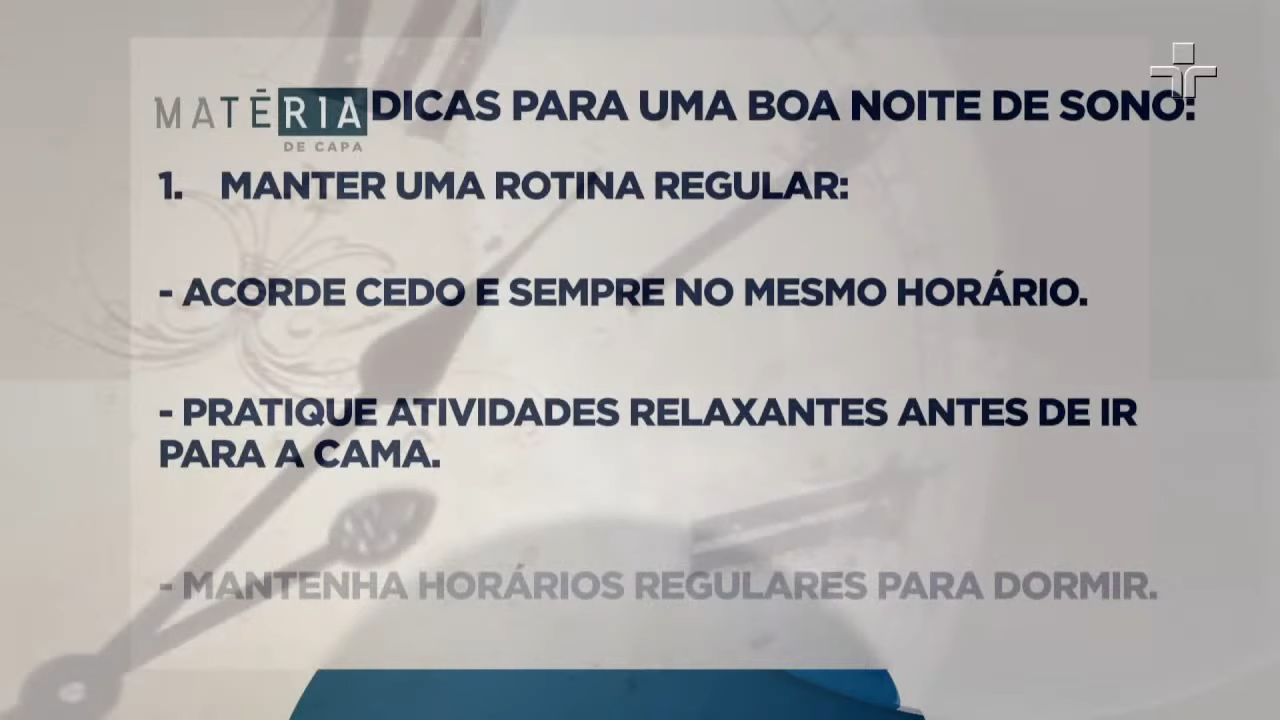 MATÉRIA
DE CAPA
DICAS PARA UMA BOA NOITE DE SONO:
1. MANTER UMA ROTINA REGULAR:
- ACORDE CEDO E SEMPRE NO MESMO HORÁRIO.
- PRATIQUE ATIVIDADES RELAXANTES ANTES DE IR
PARA A CAMA.
- MANTENHA HORÁRIOS REGULARES PARA DORMIR.